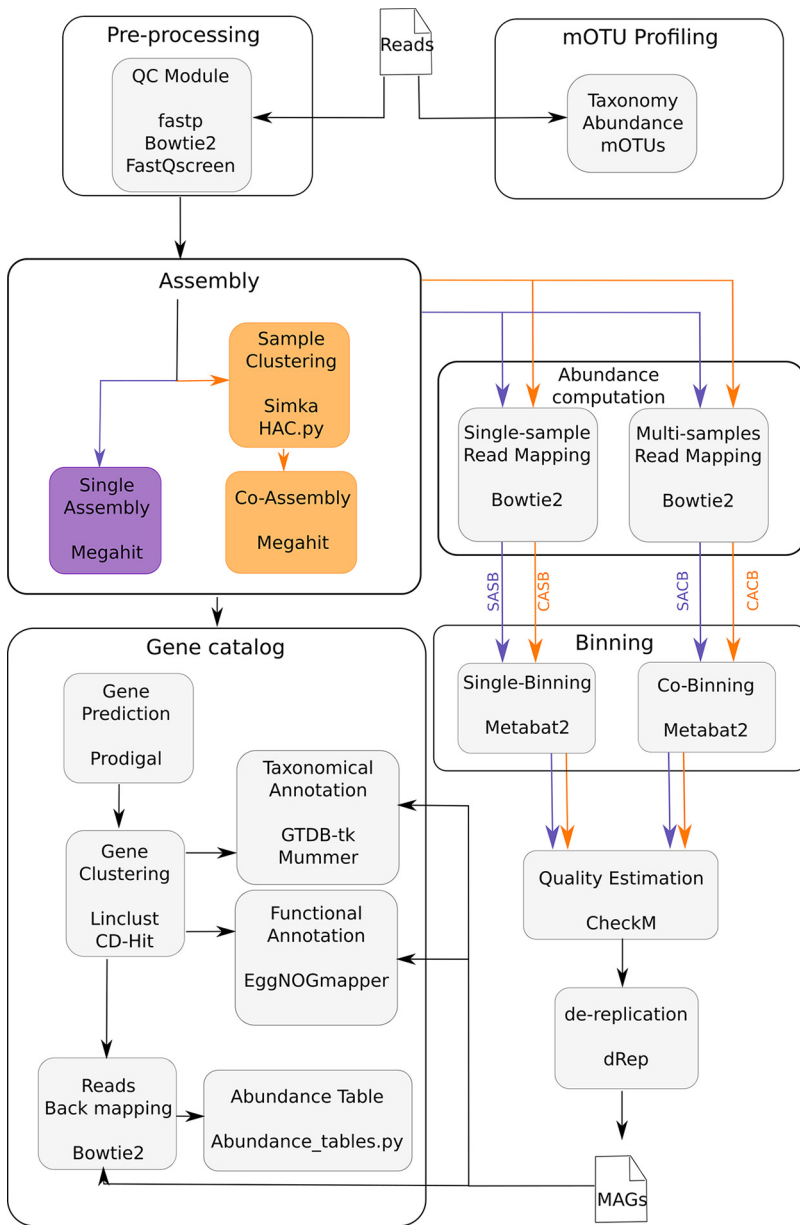 Pre-processing
QC Module
fastp
Bowtie2
FastQscreen
Reads
mOTU Profiling
Taxonomy
Abundance
mOTUs
Assembly
Sample
Clustering
Simka
HAC.py
Single
Assembly
Megahit
Co-Assembly
Megahit
Abundance
computation
Single-sample
Read Mapping
Bowtie2
Multi-samples
Read Mapping
Bowtie2
SASB
CASB
SACB
CACB
Binning
Single-Binning
Metabat2
Co-Binning
Metabat2
Gene catalog
Gene
Prediction
Prodigal
Taxonomical
Annotation
GTDB-tk
Mummer
Gene
Clustering
Linclust
CD-Hit
Functional
Annotation
EggNOGmapper
Reads
Back mapping
Bowtie2
Abundance Table
Abundance_tables.py
Quality Estimation
CheckM
de-replication
dRep
MAGs